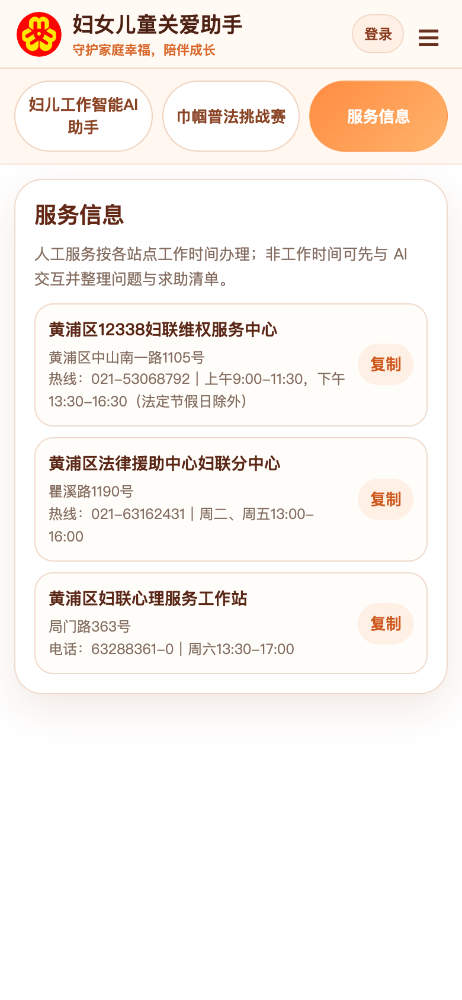 妇女儿童关爱助手
守护家庭幸福，陪伴成长
登录
妇儿工作智能AI
助手
巾帼普法挑战赛
服务信息
服务信息
人工服务按各站点工作时间办理；非工作时间可先与 AI
交互并整理问题与求助清单。
黄浦区12338妇联维权服务中心
黄浦区中山南一路1105号
热线：021-53068792｜上午9:00-11:30，下午
13:30-16:30（法定节假日除外）
复制
黄浦区法律援助中心妇联分中心
瞿溪路1190号
热线：021-63162431｜周二、周五13:00-
16:00
复制
黄浦区妇联心理服务工作站
局门路363号
电话：63288361-0｜周六13:30-17:00
复制